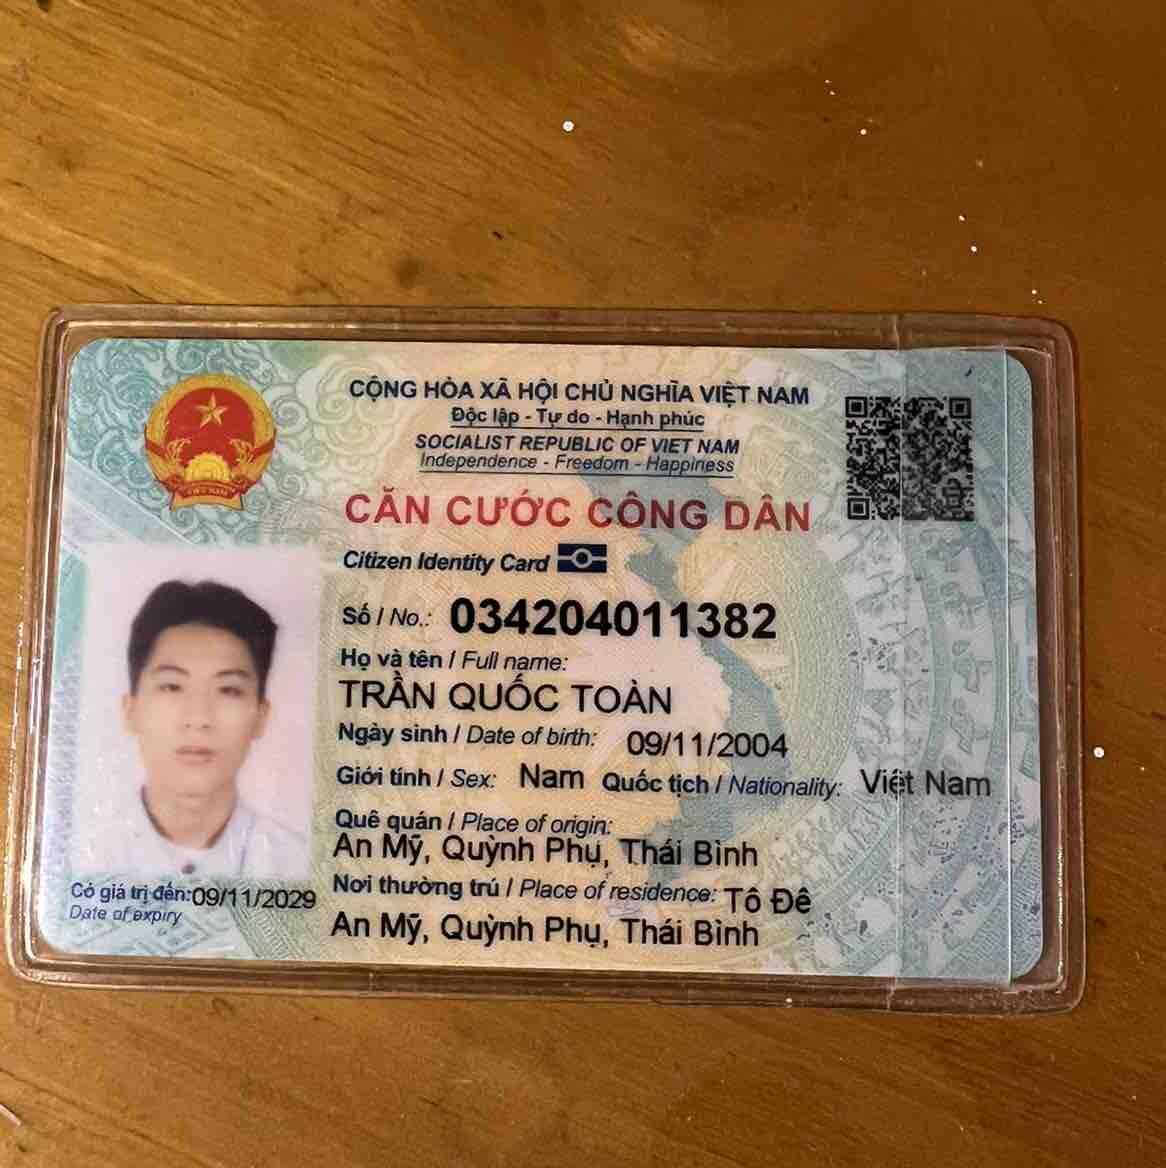 CỘNG HÒA XÃ HỘI CHỦ NGHĨA VIỆT NAM
Độc lập - Tự do - Hạnh phúc
SOCIALIST REPUBLIC OF VIET NAM
Independence - Freedom - Happiness
CĂN CƯỚC CÔNG DÂN
Citizen Identity Card
Số / No.: 034204011382
Họ và tên / Full name:
TRẦN QUỐC TOÀN
Ngày sinh / Date of birth: 09/11/2004
Giới tính / Sex: Nam Quốc tịch / Nationality: Việt Nam
Quê quán / Place of origin:
An Mỹ, Quỳnh Phụ, Thái Bình
Nơi thường trú / Place of residence: Tô Đê
An Mỹ, Quỳnh Phụ, Thái Bình
Có giá trị đến: 09/11/2029
Date of expiry
VIỆT NAM